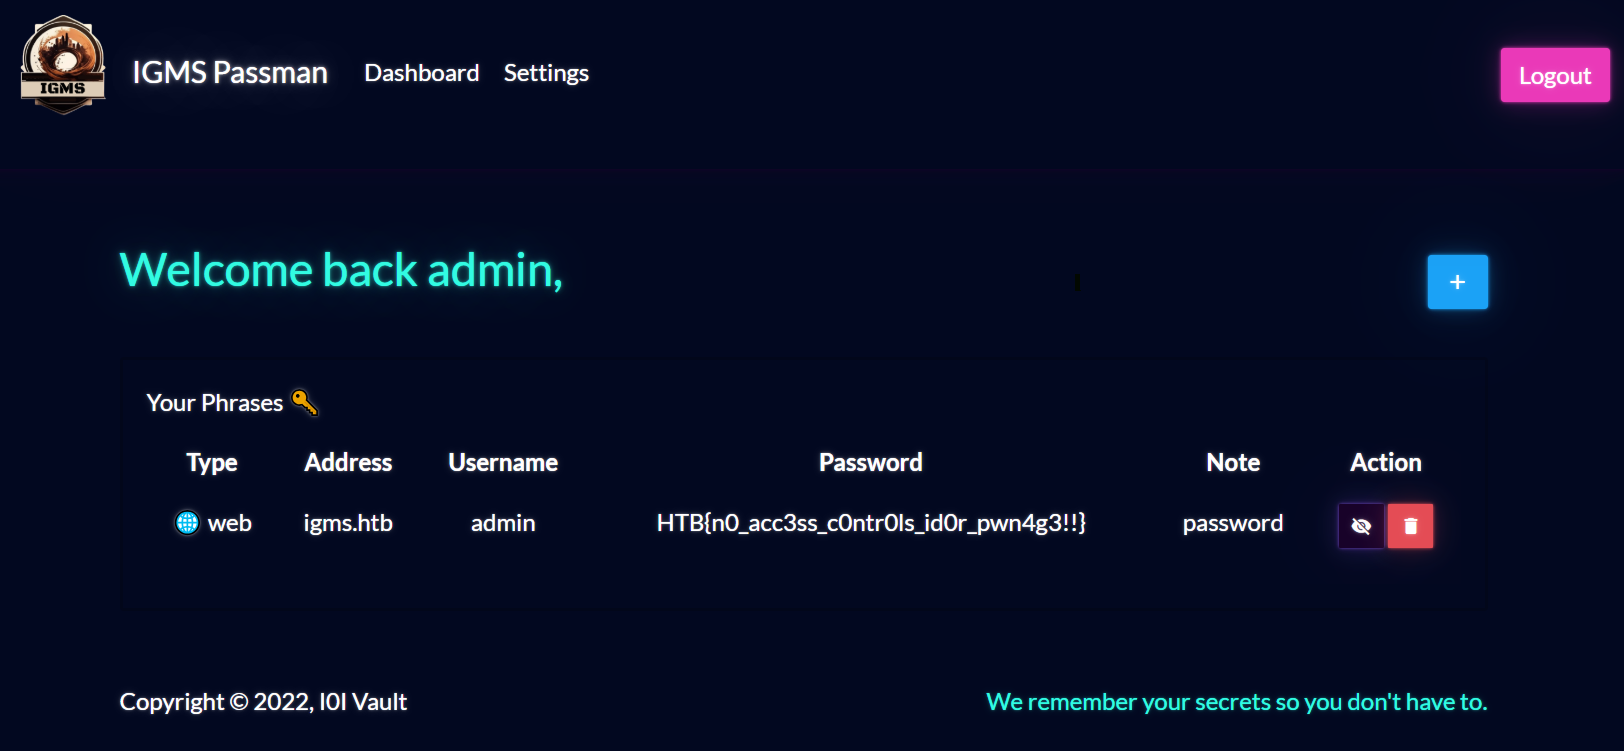 IGMS
IGMS Passman Dashboard Settings Logout
Welcome back admin,
+
Your Phrases
Type Address Username Password Note Action
web igms.htb admin HTB{n0_acc3ss_c0ntr0ls_id0r_pwn4g3!!} password
Copyright © 2022, I0I Vault We remember your secrets so you don't have to.